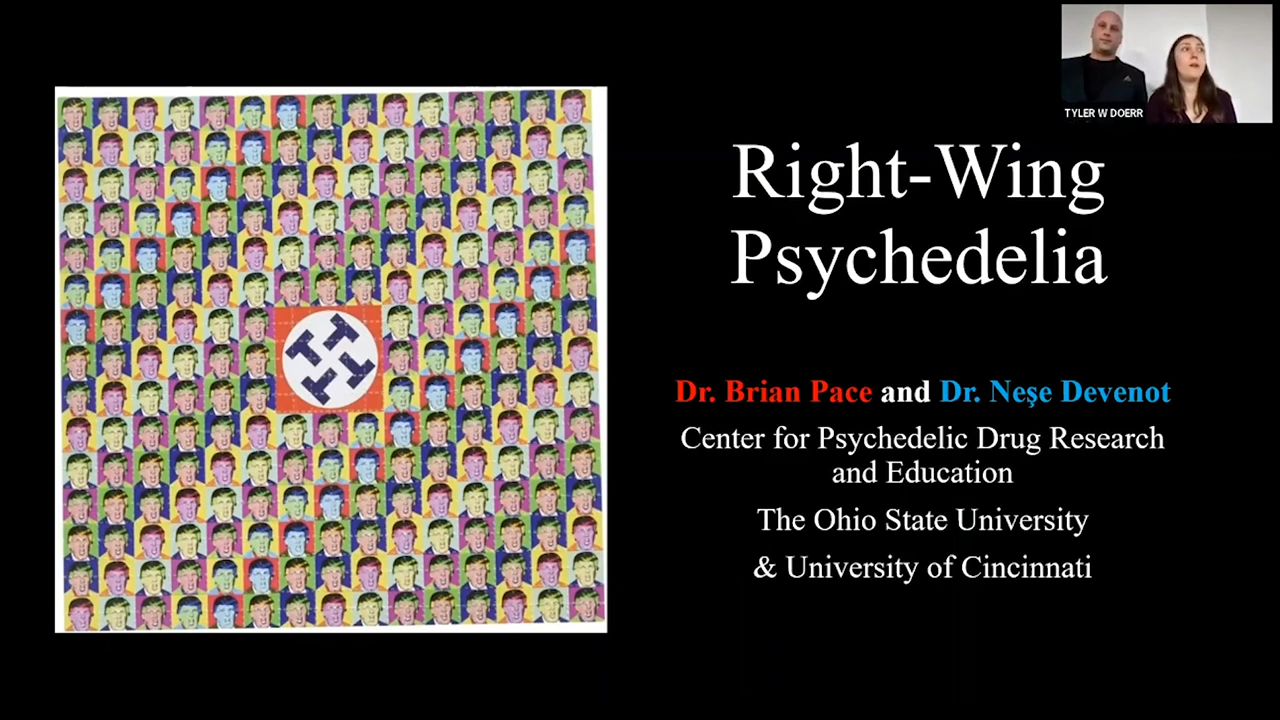 TYLER W DOERR
Right-Wing
Psychedelia
Dr. Brian Pace and Dr. Neşe Devenot
Center for Psychedelic Drug Research
and Education
The Ohio State University
& University of Cincinnati